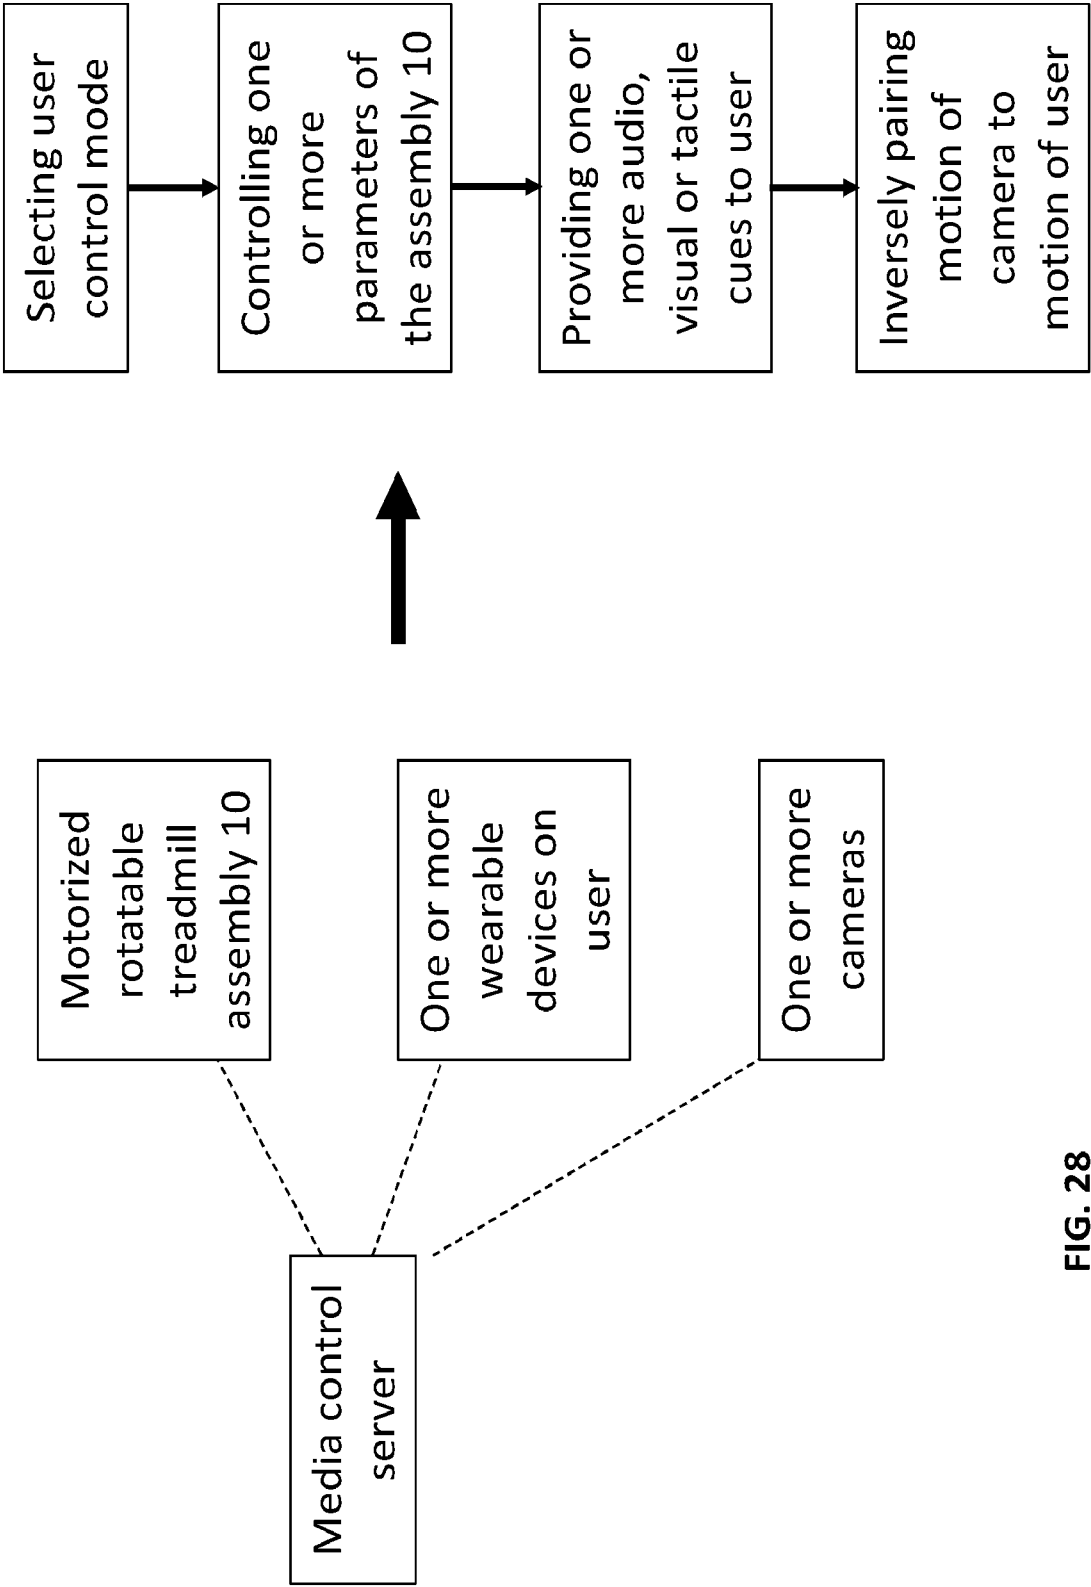 Media control
server
Motorized
rotatable
treadmill
assembly 10
One or more
wearable
devices on
user
One or more
cameras
Selecting user
control mode
Controlling one
or more
parameters of
the assembly 10
Providing one or
more audio,
visual or tactile
cues to user
Inversely pairing
motion of
camera to
motion of user
FIG. 28